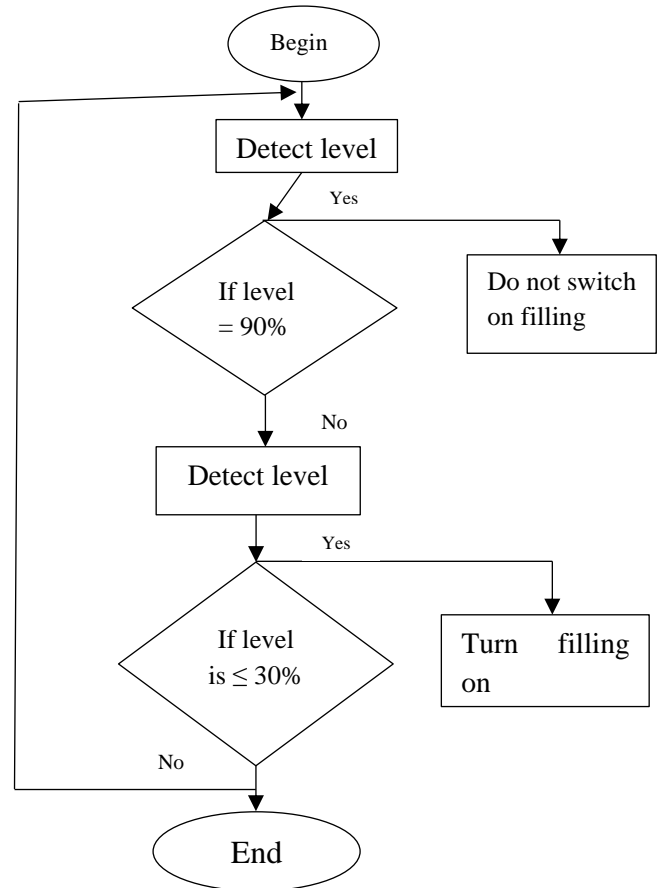 Begin
Detect level
Yes
If level
= 90%
Do not switch
on filling
No
Detect level
Yes
If level
is ≤ 30%
Turn filling
on
No
End